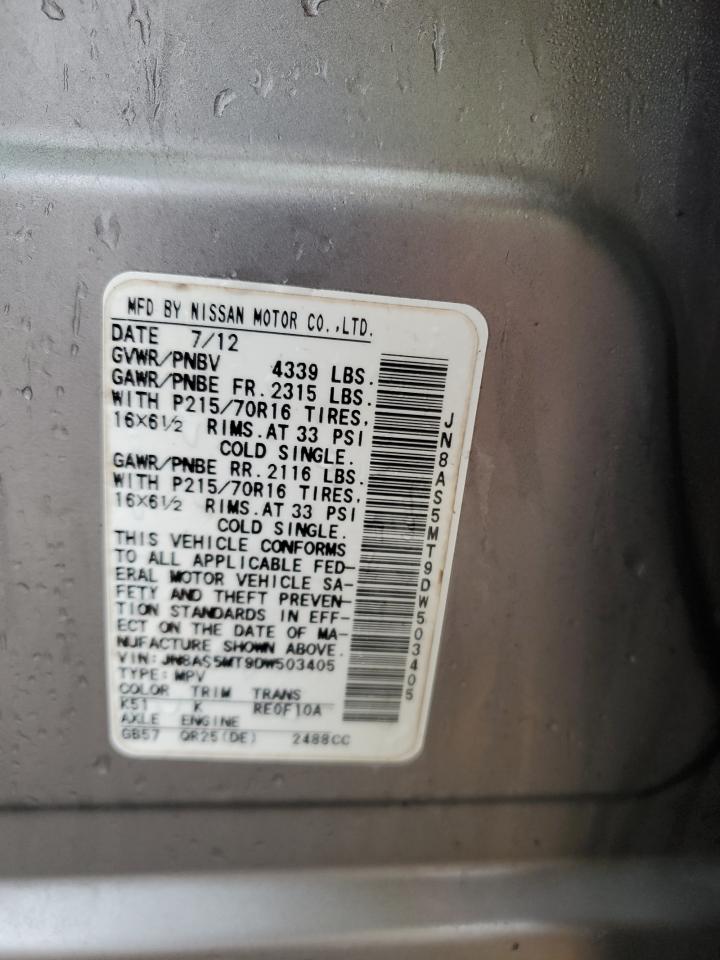 MFD BY NISSAN MOTOR CO.,LTD.
DATE 7/12
GVWR/PNBV 4339 LBS.
GAWR/PNBE FR. 2315 LBS.
WITH P215/70R16 TIRES,
16X6½ RIMS.AT 33 PSI
COLD SINGLE.
GAWR/PNBE RR. 2116 LBS.
WITH P215/70R16 TIRES,
16X6½ RIMS.AT 33 PSI
COLD SINGLE.
THIS VEHICLE CONFORMS
TO ALL APPLICABLE FED-
ERAL MOTOR VEHICLE SA-
FETY AND THEFT PREVEN-
TION STANDARDS IN EFF-
ECT ON THE DATE OF MA-
NUFACTURE SHOWN ABOVE.
VIN: JN8AS5MT9DW503405
TYPE: MPV
COLOR TRIM TRANS
K51 K RE0F10A
AXLE ENGINE
GB57 QR25(DE) 2488CC
JN8AS5MT9DW503405